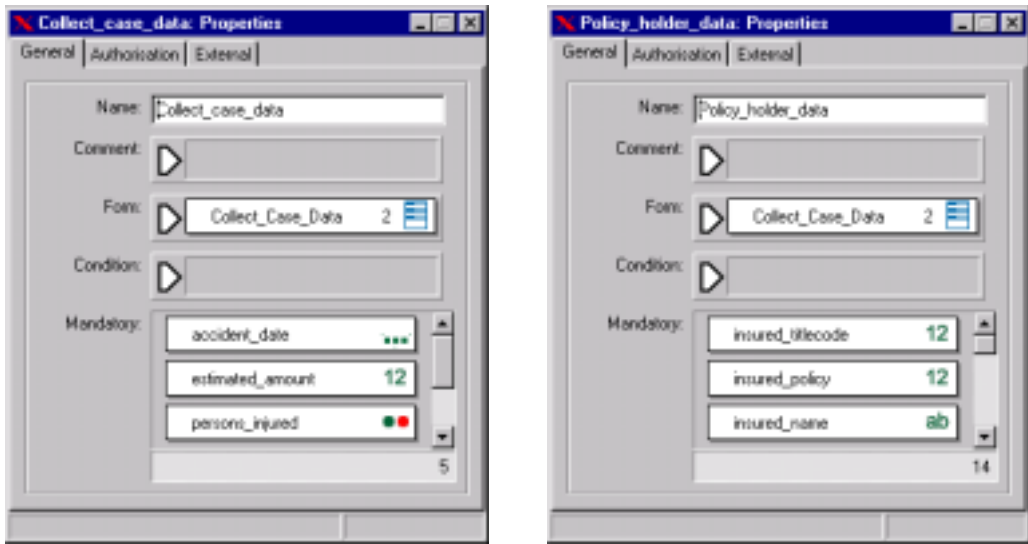 Collect_case_data: Properties
General Authorisation External
Name: Collect_case_data
Comment:
Form: Collect_Case_Data 2
Condition:
Mandatory: accident_date
estimated_amount 12
persons_injured
5
Policy_holder_data: Properties
General Authorisation External
Name: Policy_holder_data
Comment:
Form: Collect_Case_Data 2
Condition:
Mandatory: insured_titlecode 12
insured_policy 12
insured_name ab
14